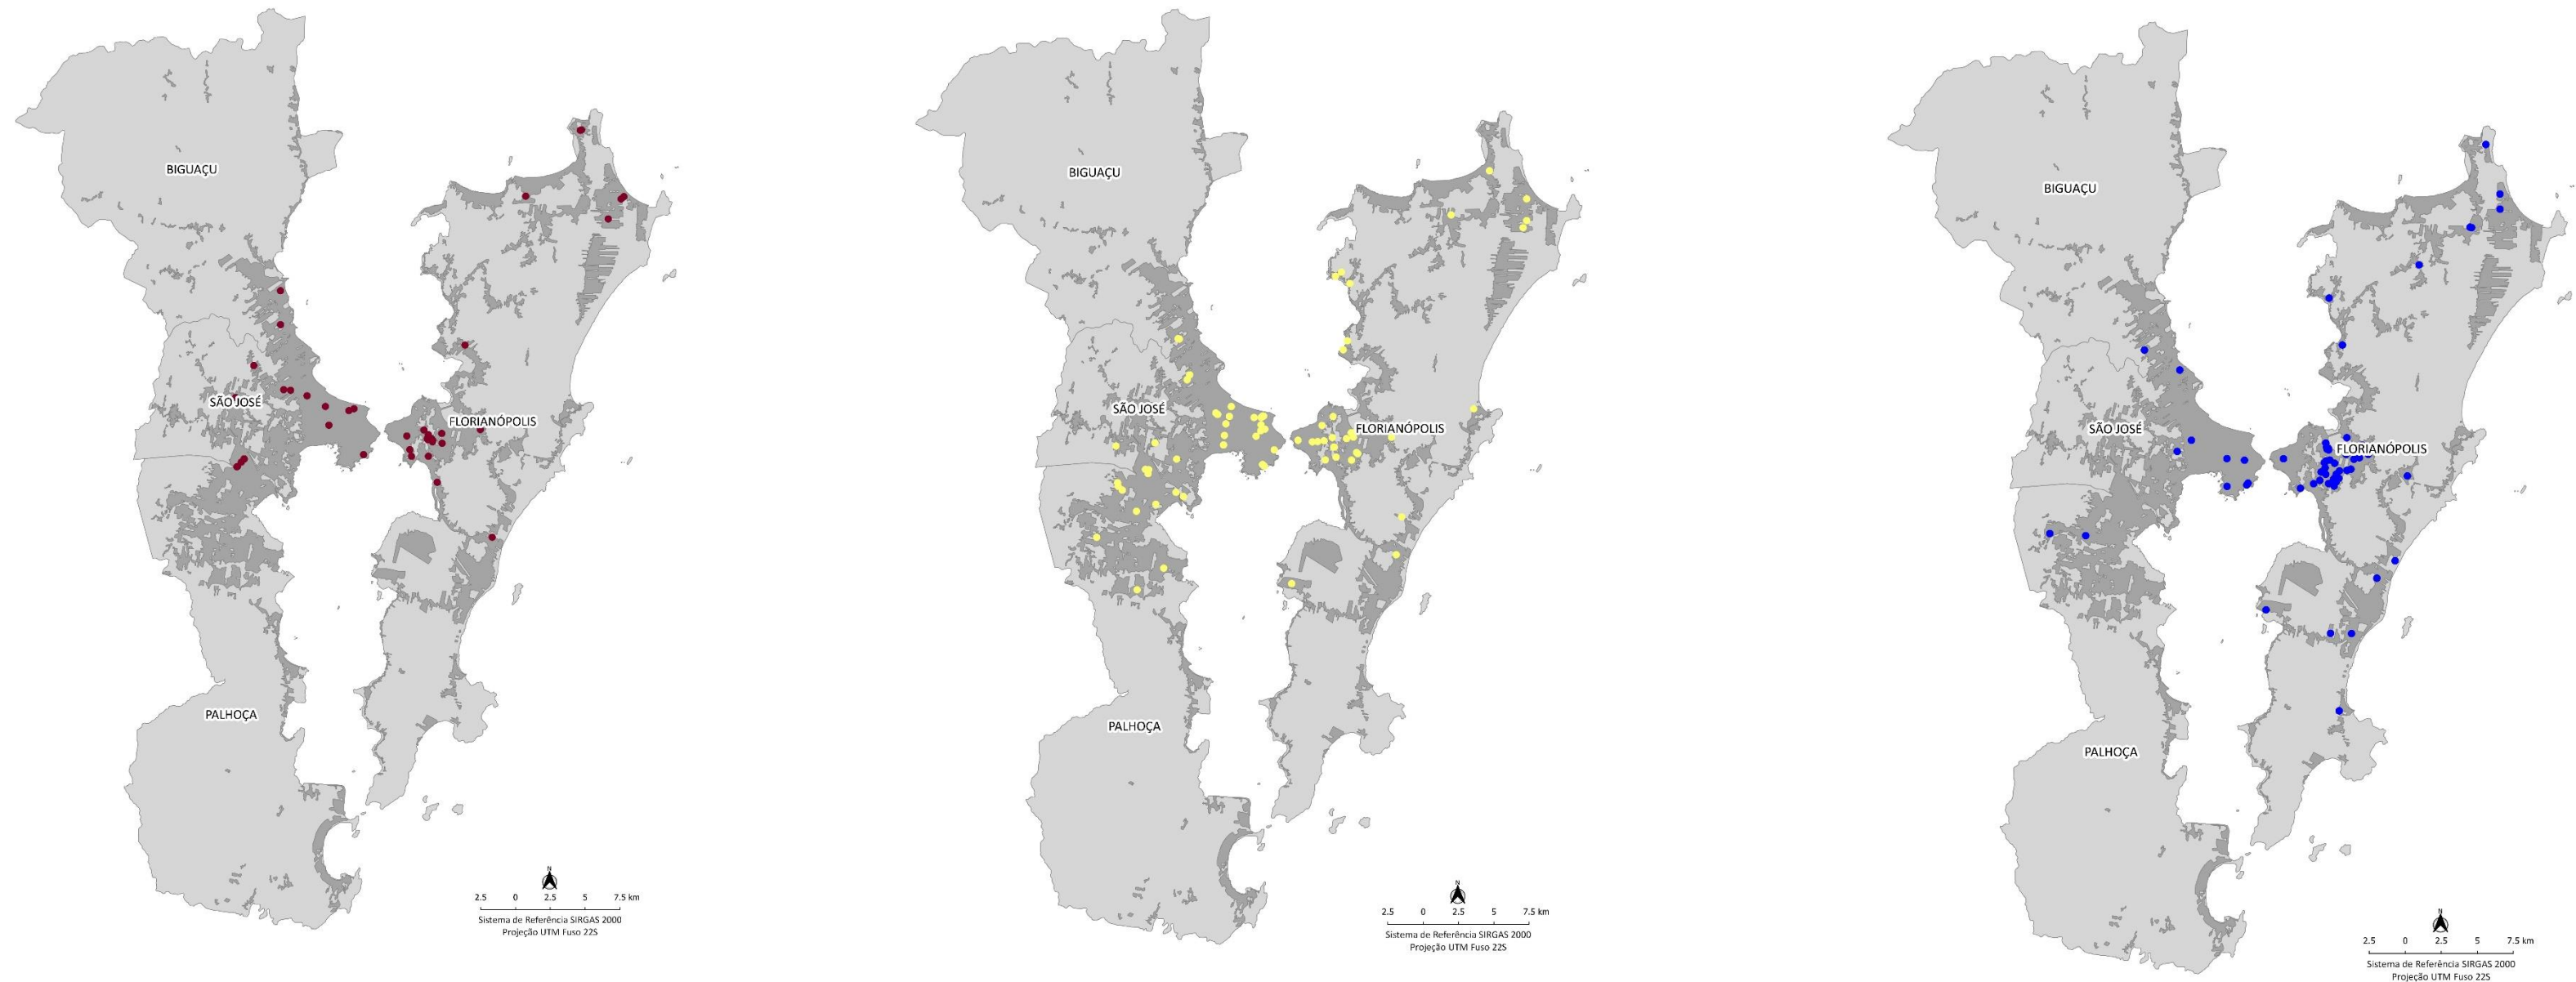 BIGUAÇU
SÃO JOSÉ
FLORIANÓPOLIS
PALHOÇA
N
2.5 0 2.5 5 7.5 km
Sistema de Referência SIRGAS 2000
Projeção UTM Fuso 22S
BIGUAÇU
SÃO JOSÉ
FLORIANÓPOLIS
PALHOÇA
N
2.5 0 2.5 5 7.5 km
Sistema de Referência SIRGAS 2000
Projeção UTM Fuso 22S
BIGUAÇU
SÃO JOSÉ
FLORIANÓPOLIS
PALHOÇA
N
2.5 0 2.5 5 7.5 km
Sistema de Referência SIRGAS 2000
Projeção UTM Fuso 22S